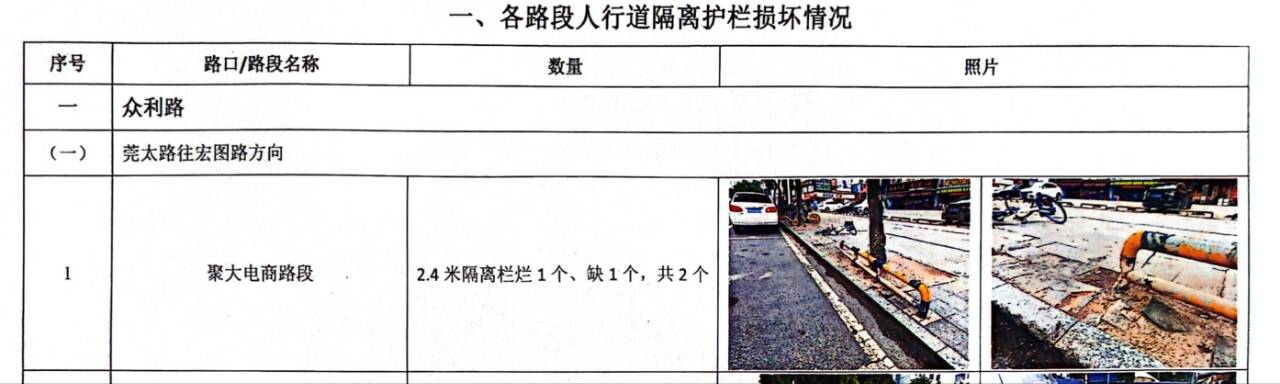 一、各路段人行道隔离护栏损坏情况
序号 路口/路段名称 数量 照片
一 众利路
（一） 莞太路往宏图路方向
1 聚大电商路段 2.4 米隔离栏烂 1 个、缺 1 个，共 2 个